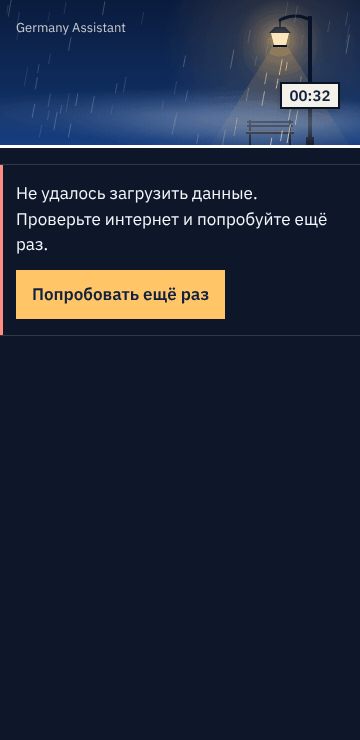 Germany Assistant
00:32
Не удалось загрузить данные.
Проверьте интернет и попробуйте ещё
раз.
Попробовать ещё раз